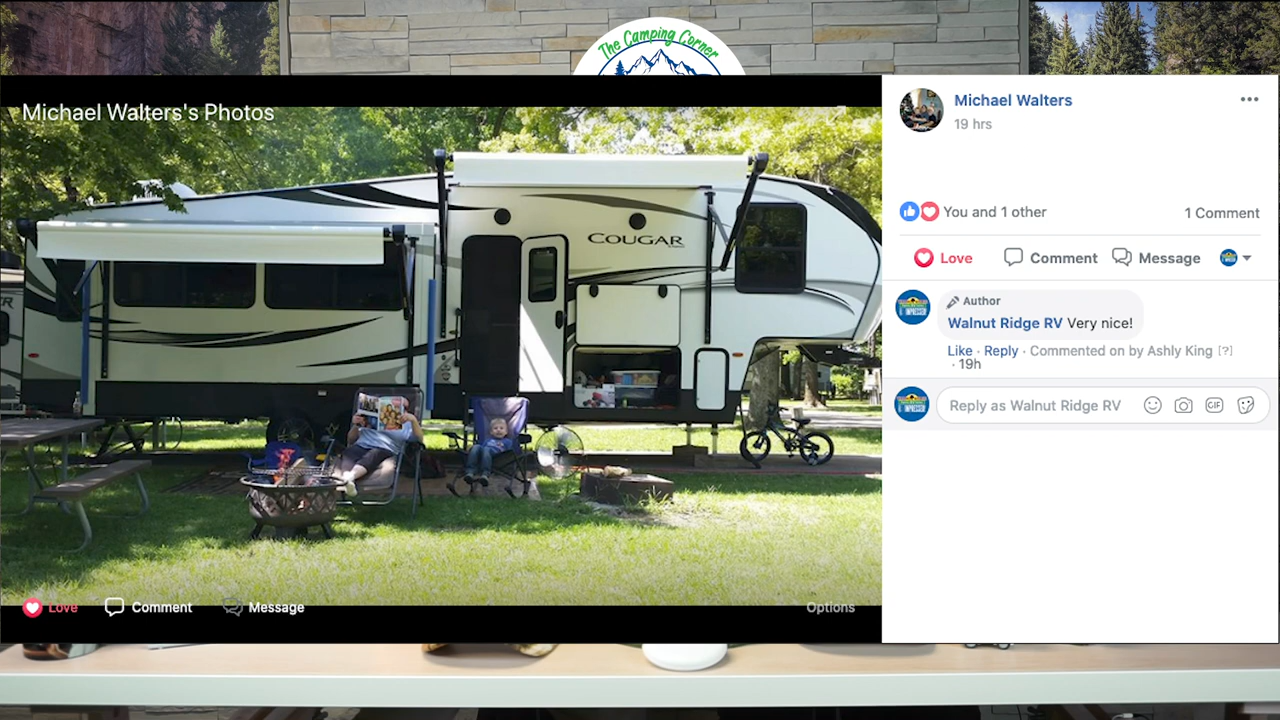 The Camping Corner
Michael Walters's Photos
COUGAR
Love
Comment
Message
Options
Michael Walters
19 hrs
You and 1 other
1 Comment
Love
Comment
Message
Author
Walnut Ridge RV Very nice!
Like · Reply · Commented on by Ashly King [?]
· 19h
Reply as Walnut Ridge RV
GIF